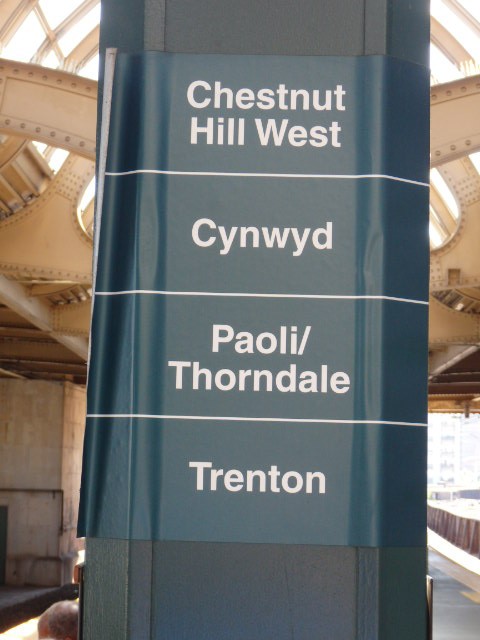 Chestnut
Hill West
Cynwyd
Paoli/
Thorndale
Trenton